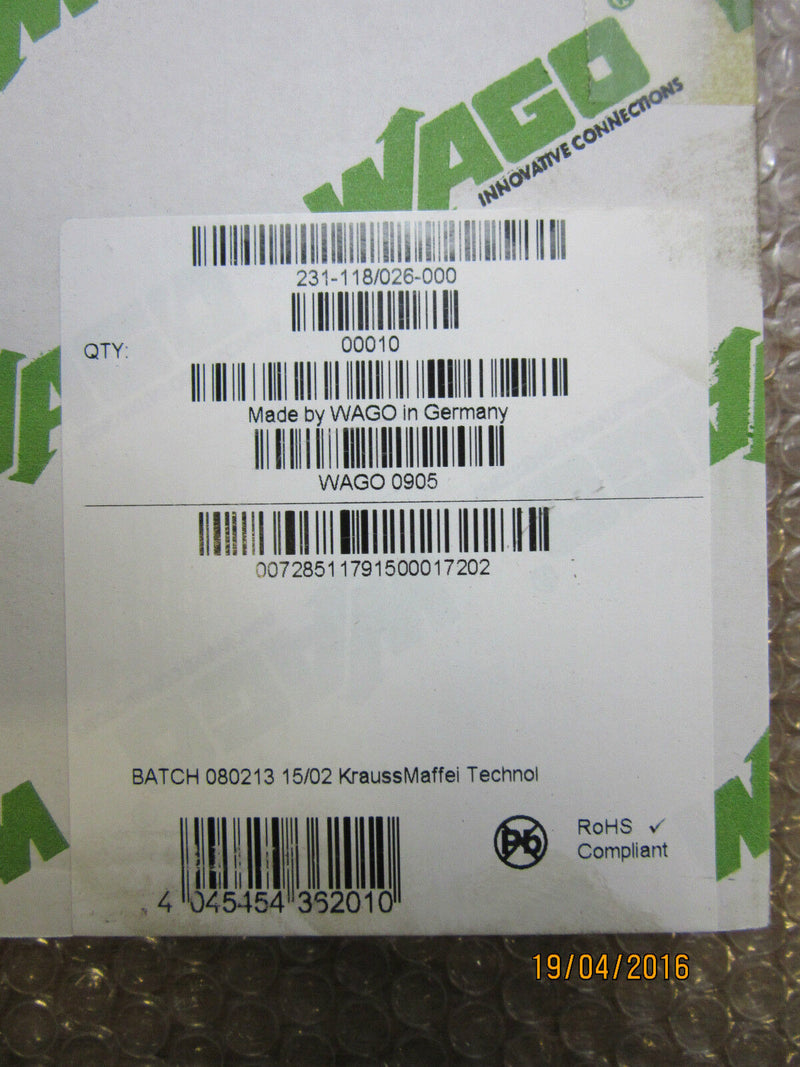 WAGO®
INNOVATIVE CONNECTIONS
231-118/026-000
QTY:
00010
Made by WAGO in Germany
WAGO 0905
00728511791500017202
BATCH 080213 15/02 KraussMaffei Technol
Pb
RoHS ✓
Compliant
4 045454 362010
19/04/2016